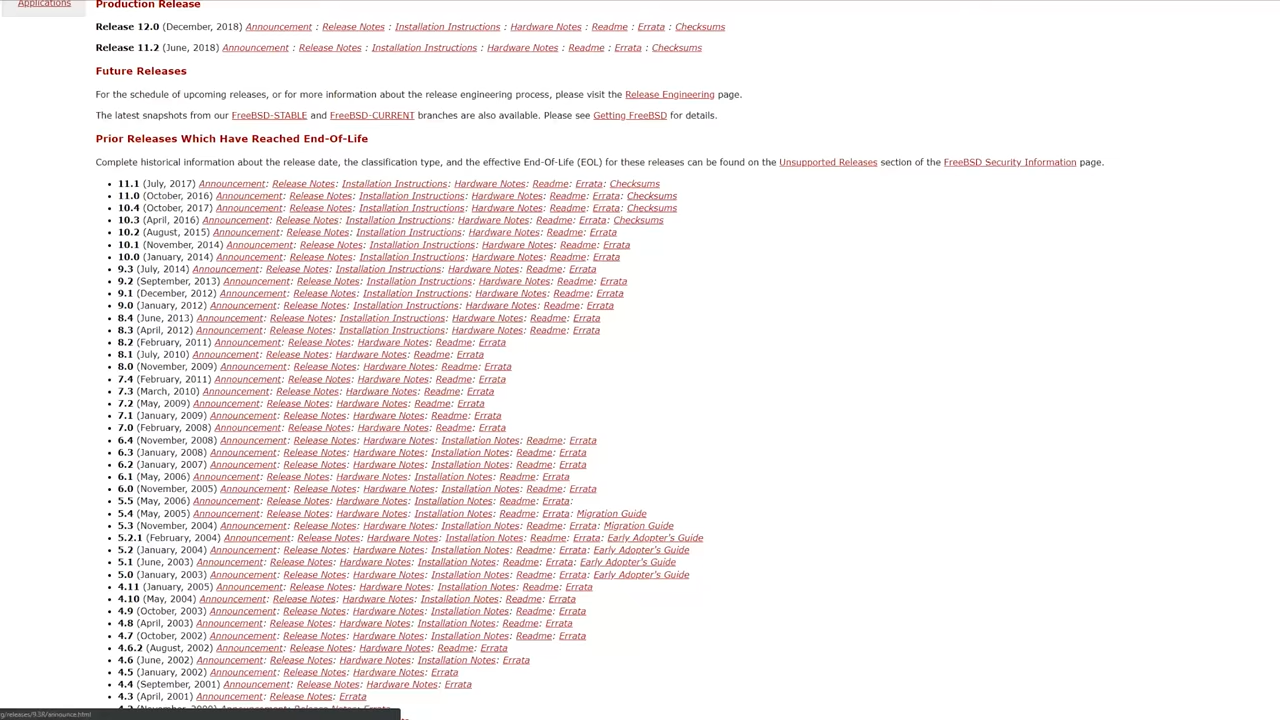 Applications
Production Release
Release 12.0 (December, 2018) Announcement : Release Notes : Installation Instructions : Hardware Notes : Readme : Errata : Checksums
Release 11.2 (June, 2018) Announcement : Release Notes : Installation Instructions : Hardware Notes : Readme : Errata : Checksums
Future Releases
For the schedule of upcoming releases, or for more information about the release engineering process, please visit the Release Engineering page.
The latest snapshots from our FreeBSD-STABLE and FreeBSD-CURRENT branches are also available. Please see Getting FreeBSD for details.
Prior Releases Which Have Reached End-Of-Life
Complete historical information about the release date, the classification type, and the effective End-Of-Life (EOL) for these releases can be found on the Unsupported Releases section of the FreeBSD Security Information page.
• 11.1 (July, 2017) Announcement: Release Notes: Installation Instructions: Hardware Notes: Readme: Errata: Checksums
• 11.0 (October, 2016) Announcement: Release Notes: Installation Instructions: Hardware Notes: Readme: Errata: Checksums
• 10.4 (October, 2017) Announcement: Release Notes: Installation Instructions: Hardware Notes: Readme: Errata: Checksums
• 10.3 (April, 2016) Announcement: Release Notes: Installation Instructions: Hardware Notes: Readme: Errata: Checksums
• 10.2 (August, 2015) Announcement: Release Notes: Installation Instructions: Hardware Notes: Readme: Errata
• 10.1 (November, 2014) Announcement: Release Notes: Installation Instructions: Hardware Notes: Readme: Errata
• 10.0 (January, 2014) Announcement: Release Notes: Installation Instructions: Hardware Notes: Readme: Errata
• 9.3 (July, 2014) Announcement: Release Notes: Installation Instructions: Hardware Notes: Readme: Errata
• 9.2 (September, 2013) Announcement: Release Notes: Installation Instructions: Hardware Notes: Readme: Errata
• 9.1 (December, 2012) Announcement: Release Notes: Installation Instructions: Hardware Notes: Readme: Errata
• 9.0 (January, 2012) Announcement: Release Notes: Installation Instructions: Hardware Notes: Readme: Errata
• 8.4 (June, 2013) Announcement: Release Notes: Installation Instructions: Hardware Notes: Readme: Errata
• 8.3 (April, 2012) Announcement: Release Notes: Installation Instructions: Hardware Notes: Readme: Errata
• 8.2 (February, 2011) Announcement: Release Notes: Hardware Notes: Readme: Errata
• 8.1 (July, 2010) Announcement: Release Notes: Hardware Notes: Readme: Errata
• 8.0 (November, 2009) Announcement: Release Notes: Hardware Notes: Readme: Errata
• 7.4 (February, 2011) Announcement: Release Notes: Hardware Notes: Readme: Errata
• 7.3 (March, 2010) Announcement: Release Notes: Hardware Notes: Readme: Errata
• 7.2 (May, 2009) Announcement: Release Notes: Hardware Notes: Readme: Errata
• 7.1 (January, 2009) Announcement: Release Notes: Hardware Notes: Readme: Errata
• 7.0 (February, 2008) Announcement: Release Notes: Hardware Notes: Readme: Errata
• 6.4 (November, 2008) Announcement: Release Notes: Hardware Notes: Installation Notes: Readme: Errata
• 6.3 (January, 2008) Announcement: Release Notes: Hardware Notes: Installation Notes: Readme: Errata
• 6.2 (January, 2007) Announcement: Release Notes: Hardware Notes: Installation Notes: Readme: Errata
• 6.1 (May, 2006) Announcement: Release Notes: Hardware Notes: Installation Notes: Readme: Errata
• 6.0 (November, 2005) Announcement: Release Notes: Hardware Notes: Installation Notes: Readme: Errata
• 5.5 (May, 2006) Announcement: Release Notes: Hardware Notes: Installation Notes: Readme: Errata:
• 5.4 (May, 2005) Announcement: Release Notes: Hardware Notes: Installation Notes: Readme: Errata: Migration Guide
• 5.3 (November, 2004) Announcement: Release Notes: Hardware Notes: Installation Notes: Readme: Errata: Migration Guide
• 5.2.1 (February, 2004) Announcement: Release Notes: Hardware Notes: Installation Notes: Readme: Errata: Early Adopter's Guide
• 5.2 (January, 2004) Announcement: Release Notes: Hardware Notes: Installation Notes: Readme: Errata: Early Adopter's Guide
• 5.1 (June, 2003) Announcement: Release Notes: Hardware Notes: Installation Notes: Readme: Errata: Early Adopter's Guide
• 5.0 (January, 2003) Announcement: Release Notes: Hardware Notes: Installation Notes: Readme: Errata: Early Adopter's Guide
• 4.11 (January, 2005) Announcement: Release Notes: Hardware Notes: Installation Notes: Readme: Errata
• 4.10 (May, 2004) Announcement: Release Notes: Hardware Notes: Installation Notes: Readme: Errata
• 4.9 (October, 2003) Announcement: Release Notes: Hardware Notes: Installation Notes: Readme: Errata
• 4.8 (April, 2003) Announcement: Release Notes: Hardware Notes: Installation Notes: Readme: Errata
• 4.7 (October, 2002) Announcement: Release Notes: Hardware Notes: Installation Notes: Readme: Errata
• 4.6.2 (August, 2002) Announcement: Release Notes: Hardware Notes: Readme: Errata
• 4.6 (June, 2002) Announcement: Release Notes: Hardware Notes: Installation Notes: Errata
• 4.5 (January, 2002) Announcement: Release Notes: Hardware Notes: Errata
• 4.4 (September, 2001) Announcement: Release Notes: Hardware Notes: Errata
• 4.3 (April, 2001) Announcement: Release Notes: Errata
g/releases/9.3R/announce.html